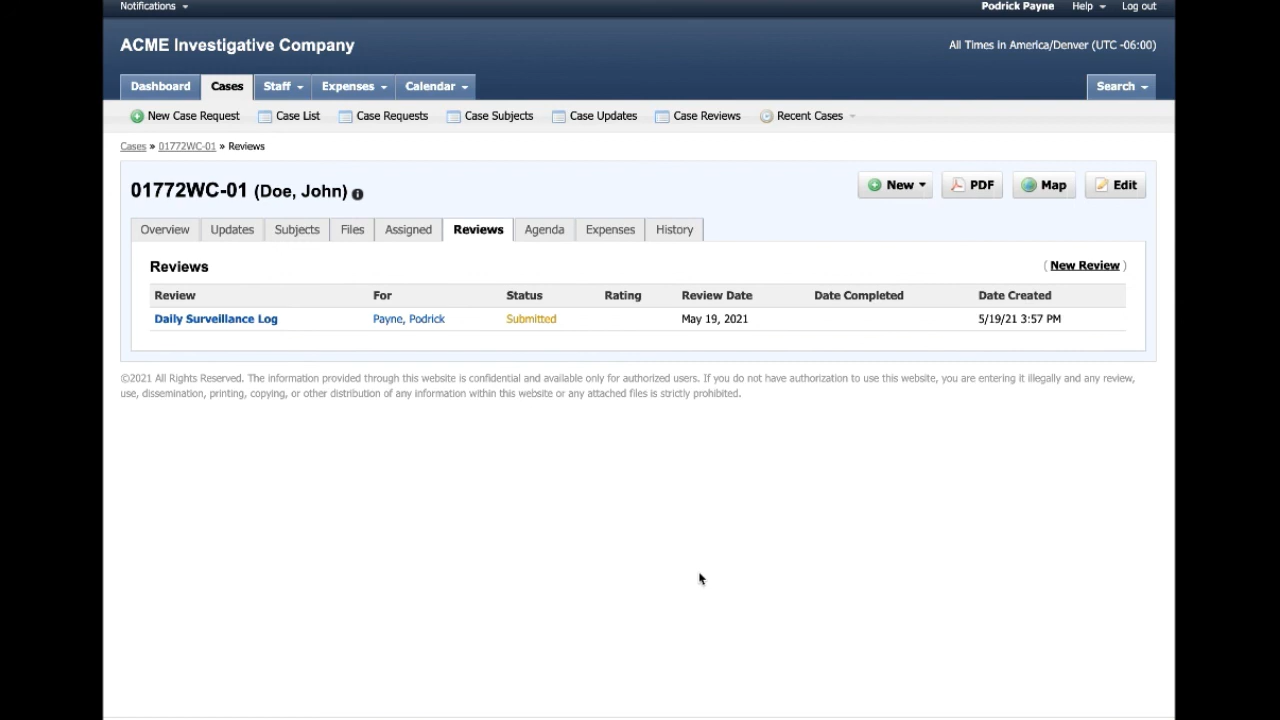 Notifications Podrick Payne Help Log out
ACME Investigative Company All Times in America/Denver (UTC -06:00)
Dashboard Cases Staff Expenses Calendar Search
New Case Request Case List Case Requests Case Subjects Case Updates Case Reviews Recent Cases
Cases » 01772WC-01 » Reviews
01772WC-01 (Doe, John) i New PDF Map Edit
Overview Updates Subjects Files Assigned Reviews Agenda Expenses History
Reviews ( New Review )
Review For Status Rating Review Date Date Completed Date Created
Daily Surveillance Log Payne, Podrick Submitted May 19, 2021 5/19/21 3:57 PM
©2021 All Rights Reserved. The information provided through this website is confidential and available only for authorized users. If you do not have authorization to use this website, you are entering it illegally and any review,
use, dissemination, printing, copying, or other distribution of any information within this website or any attached files is strictly prohibited.